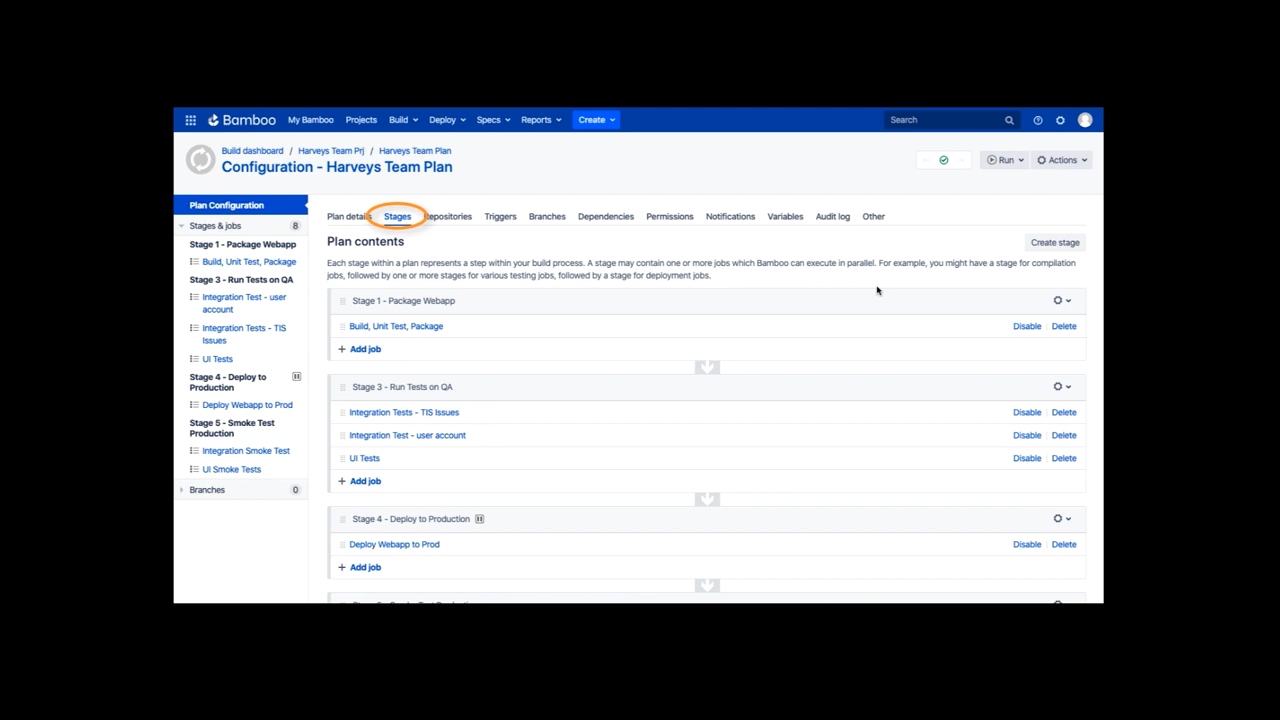 Bamboo My Bamboo Projects Build Deploy Specs Reports Create Search
Build dashboard / Harveys Team Prj / Harveys Team Plan
Configuration - Harveys Team Plan
Run Actions
Plan Configuration
Stages & jobs 8
Stage 1 - Package Webapp
Build, Unit Test, Package
Stage 3 - Run Tests on QA
Integration Test - user
account
Integration Tests - TIS
Issues
UI Tests
Stage 4 - Deploy to
Production
Deploy Webapp to Prod
Stage 5 - Smoke Test
Production
Integration Smoke Test
UI Smoke Tests
Branches 0
Plan details Stages Repositories Triggers Branches Dependencies Permissions Notifications Variables Audit log Other
Plan contents
Create stage
Each stage within a plan represents a step within your build process. A stage may contain one or more jobs which Bamboo can execute in parallel. For example, you might have a stage for compilation
jobs, followed by one or more stages for various testing jobs, followed by a stage for deployment jobs.
Stage 1 - Package Webapp
Build, Unit Test, Package Disable Delete
+ Add job
Stage 3 - Run Tests on QA
Integration Tests - TIS Issues Disable Delete
Integration Test - user account Disable Delete
UI Tests Disable Delete
+ Add job
Stage 4 - Deploy to Production
Deploy Webapp to Prod Disable Delete
+ Add job